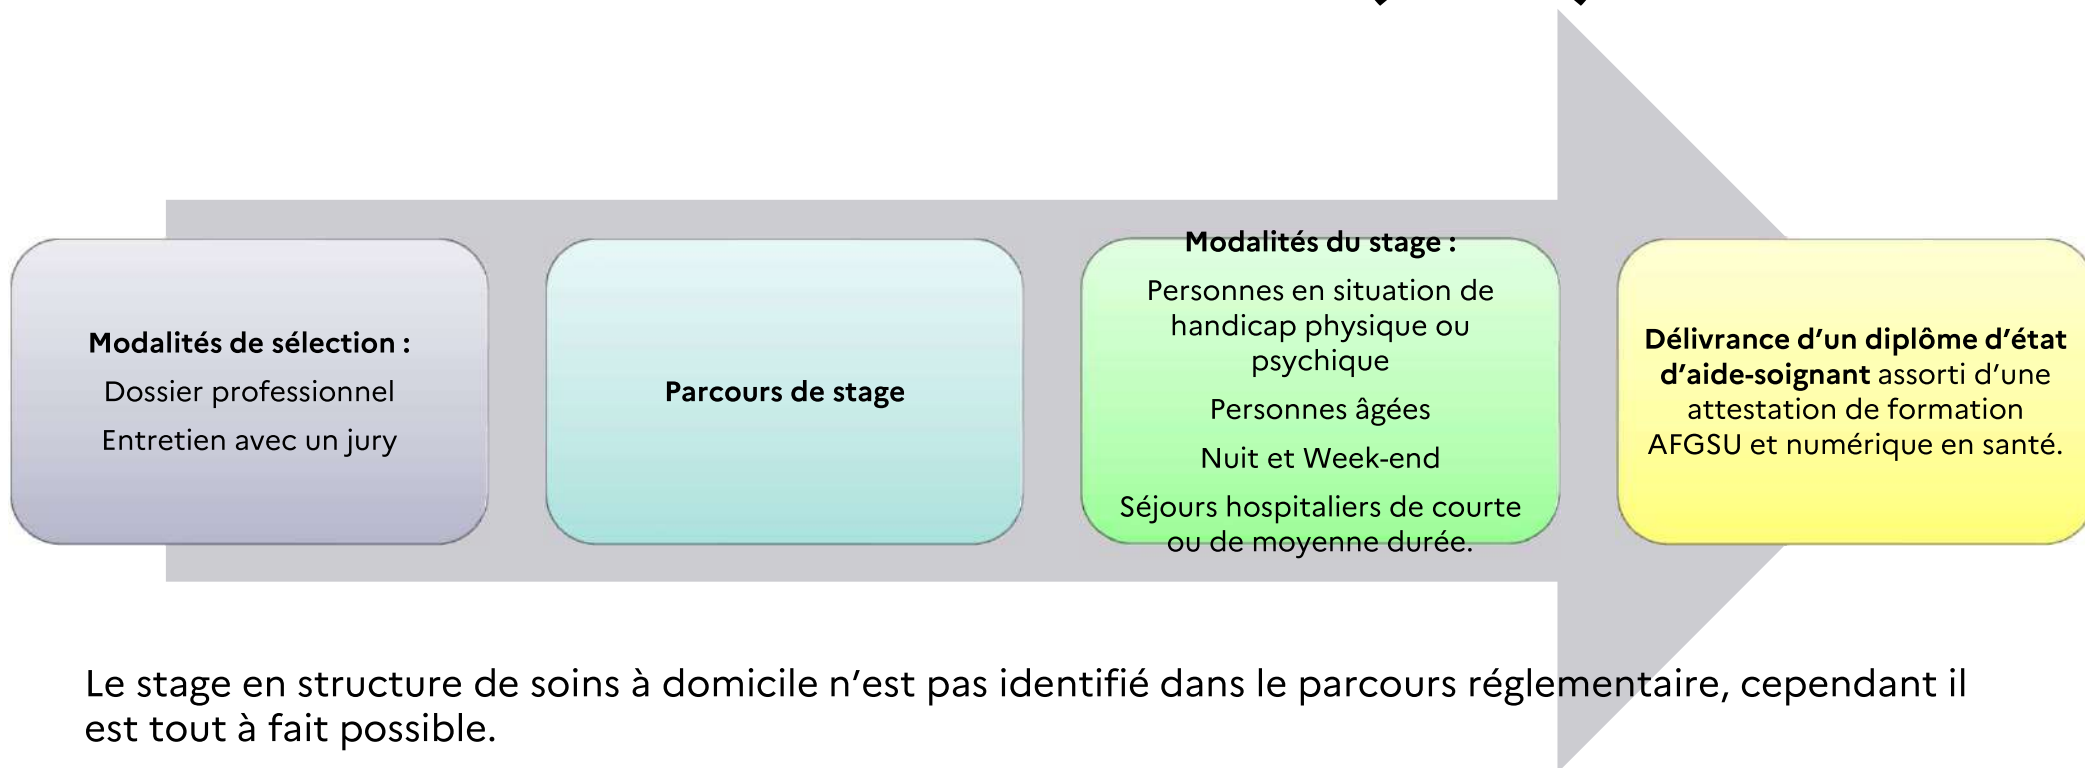 Modalités de sélection :
Dossier professionnel
Entretien avec un jury
Parcours de stage
Modalités du stage :
Personnes en situation de
handicap physique ou
psychique
Personnes âgées
Nuit et Week-end
Séjours hospitaliers de courte
ou de moyenne durée.
Délivrance d’un diplôme d’état
d’aide-soignant assorti d’une
attestation de formation
AFGSU et numérique en santé.
Le stage en structure de soins à domicile n’est pas identifié dans le parcours réglementaire, cependant il
est tout à fait possible.